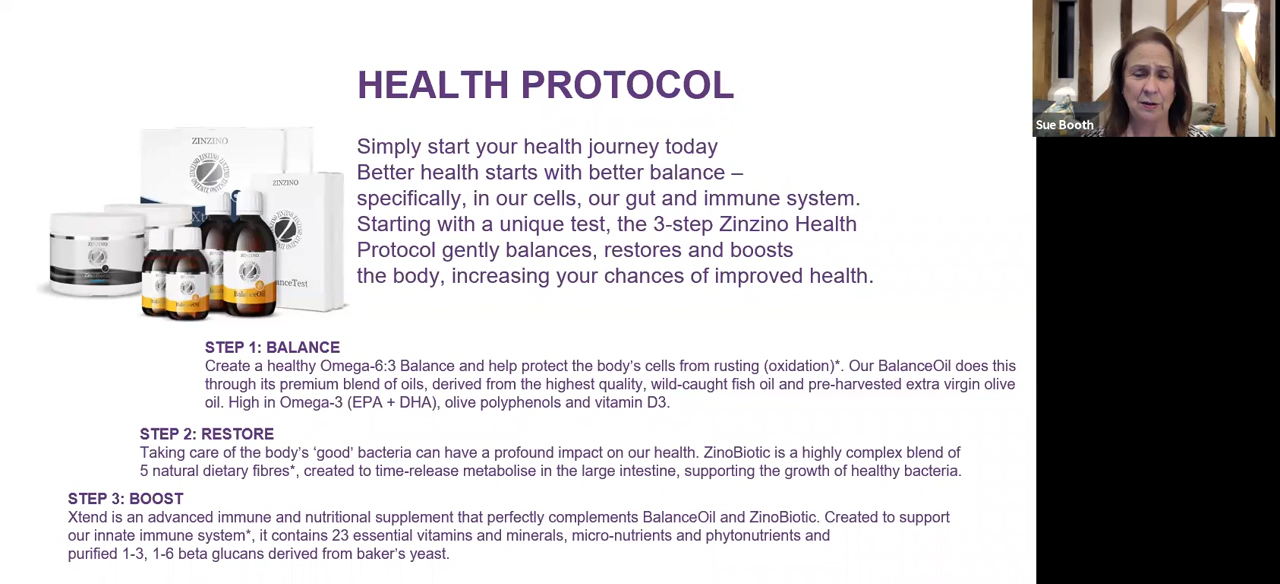 HEALTH PROTOCOL
Simply start your health journey today
Better health starts with better balance –
specifically, in our cells, our gut and immune system.
Starting with a unique test, the 3-step Zinzino Health
Protocol gently balances, restores and boosts
the body, increasing your chances of improved health.
ZINZINO
ZINZINO
ZINZINO
Xt
BalanceOil
BalanceOil
anceTest
STEP 1: BALANCE
Create a healthy Omega-6:3 Balance and help protect the body's cells from rusting (oxidation)*. Our BalanceOil does this
through its premium blend of oils, derived from the highest quality, wild-caught fish oil and pre-harvested extra virgin olive
oil. High in Omega-3 (EPA + DHA), olive polyphenols and vitamin D3.
STEP 2: RESTORE
Taking care of the body's ‘good’ bacteria can have a profound impact on our health. ZinoBiotic is a highly complex blend of
5 natural dietary fibres*, created to time-release metabolise in the large intestine, supporting the growth of healthy bacteria.
STEP 3: BOOST
Xtend is an advanced immune and nutritional supplement that perfectly complements BalanceOil and ZinoBiotic. Created to support
our innate immune system*, it contains 23 essential vitamins and minerals, micro-nutrients and phytonutrients and
purified 1-3, 1-6 beta glucans derived from baker's yeast.
Sue Booth